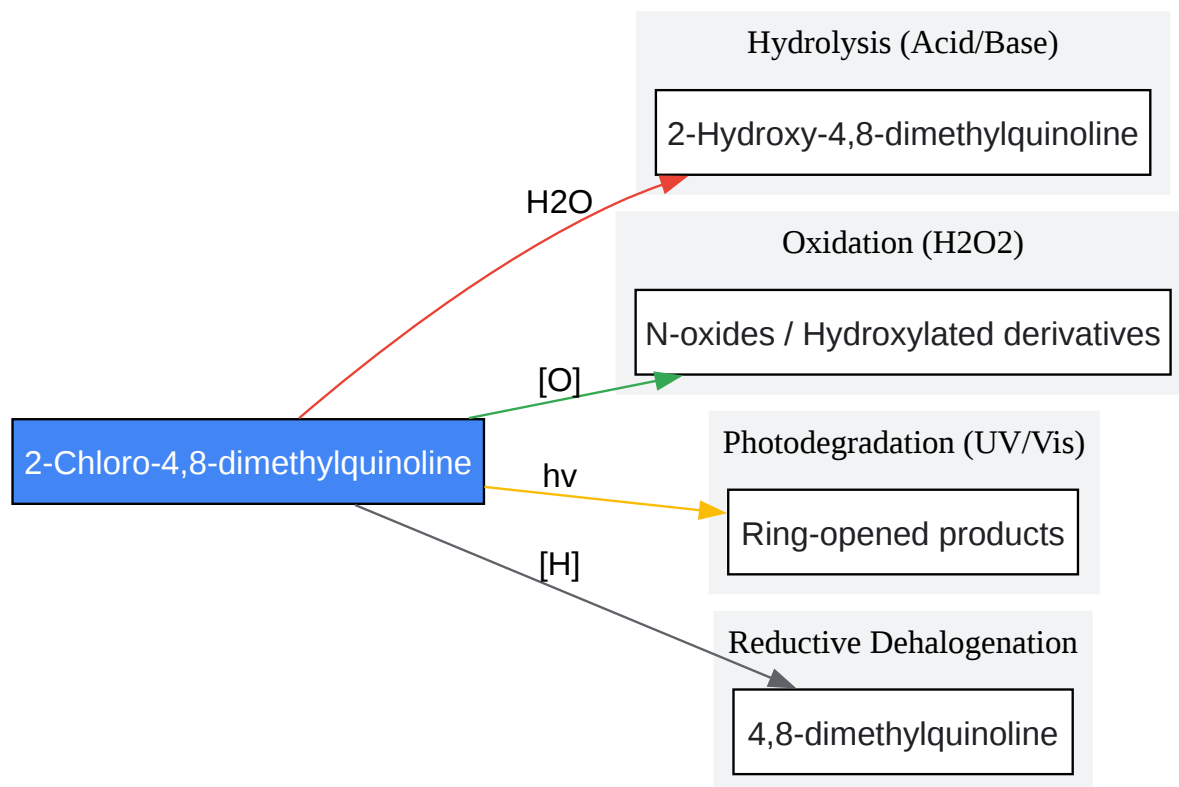 Hydrolysis (Acid/Base)
2-Hydroxy-4,8-dimethylquinoline
H2O
Oxidation (H2O2)
N-oxides / Hydroxylated derivatives
[O]
2-Chloro-4,8-dimethylquinoline
Photodegradation (UV/Vis)
hv
Ring-opened products
[H]
Reductive Dehalogenation
4,8-dimethylquinoline